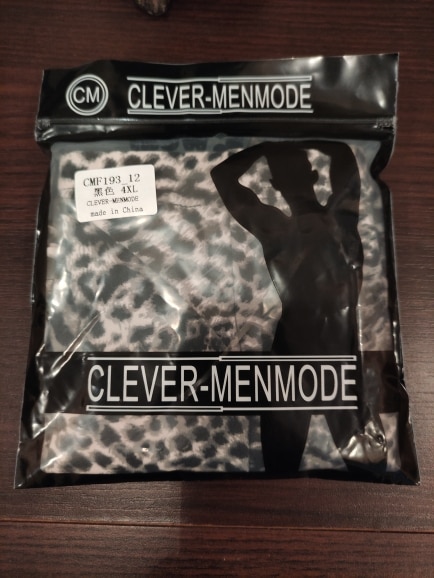 CM CLEVER-MENMODE
CMF193_12
黑色 4XL
CLEVER-MENMODE
made in China
CLEVER-MENMODE